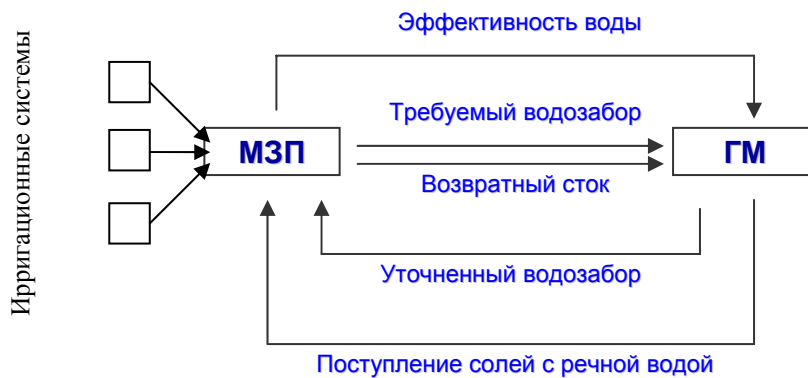 Ирригационные системы
Эффективность воды
Требуемый водозабор
МЗП
ГМ
Возвратный сток
Уточненный водозабор
Поступление солей с речной водой